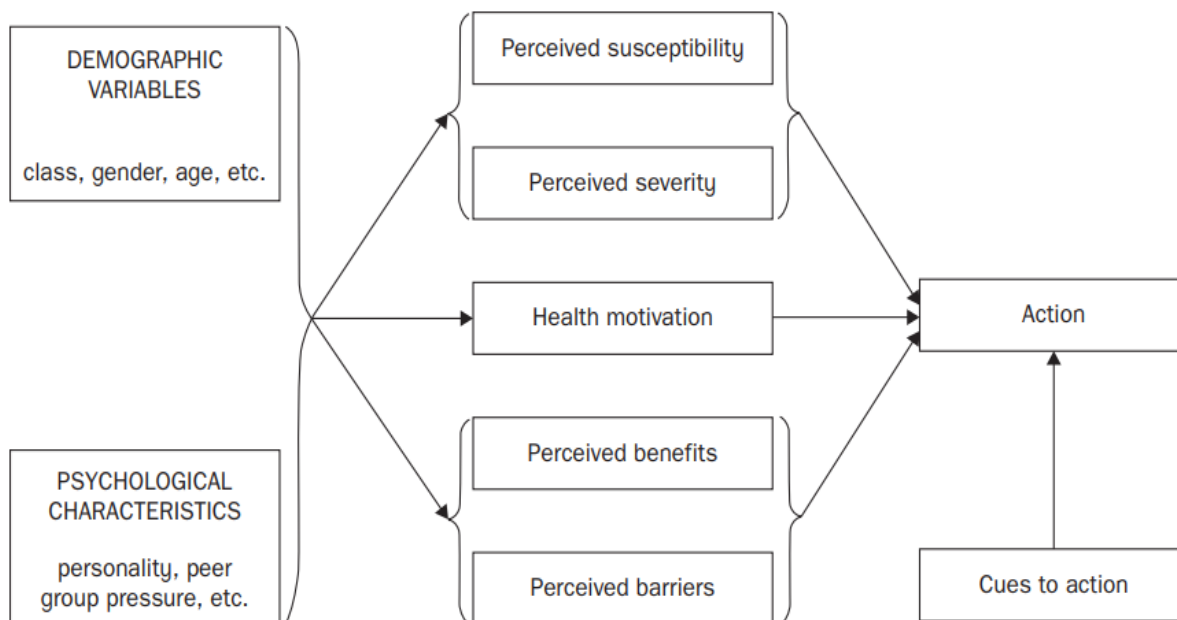 DEMOGRAPHIC
VARIABLES
class, gender, age, etc.
PSYCHOLOGICAL
CHARACTERISTICS
personality, peer
group pressure, etc.
Perceived susceptibility
Perceived severity
Health motivation
Perceived benefits
Perceived barriers
Action
Cues to action